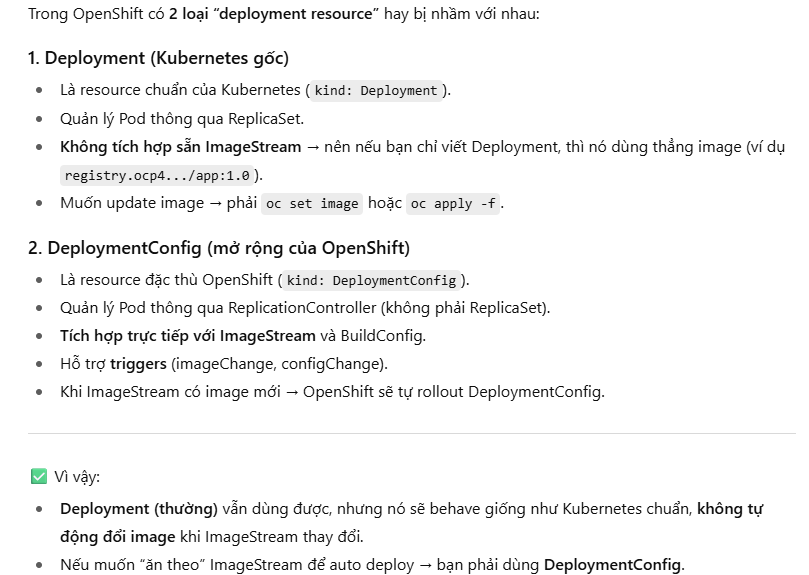 Trong OpenShift có 2 loại “deployment resource” hay bị nhầm với nhau:
1. Deployment (Kubernetes gốc)
• Là resource chuẩn của Kubernetes ( kind: Deployment ).
• Quản lý Pod thông qua ReplicaSet.
• Không tích hợp sẵn ImageStream → nên nếu bạn chỉ viết Deployment, thì nó dùng thẳng image (ví dụ
registry.ocp4.../app:1.0 ).
• Muốn update image → phải oc set image hoặc oc apply -f .
2. DeploymentConfig (mở rộng của OpenShift)
• Là resource đặc thù OpenShift ( kind: DeploymentConfig ).
• Quản lý Pod thông qua ReplicationController (không phải ReplicaSet).
• Tích hợp trực tiếp với ImageStream và BuildConfig.
• Hỗ trợ triggers (imageChange, configChange).
• Khi ImageStream có image mới → OpenShift sẽ tự rollout DeploymentConfig.
✅ Vì vậy:
• Deployment (thường) vẫn dùng được, nhưng nó sẽ behave giống như Kubernetes chuẩn, không tự
động đổi image khi ImageStream thay đổi.
• Nếu muốn “ăn theo” ImageStream để auto deploy → bạn phải dùng DeploymentConfig.